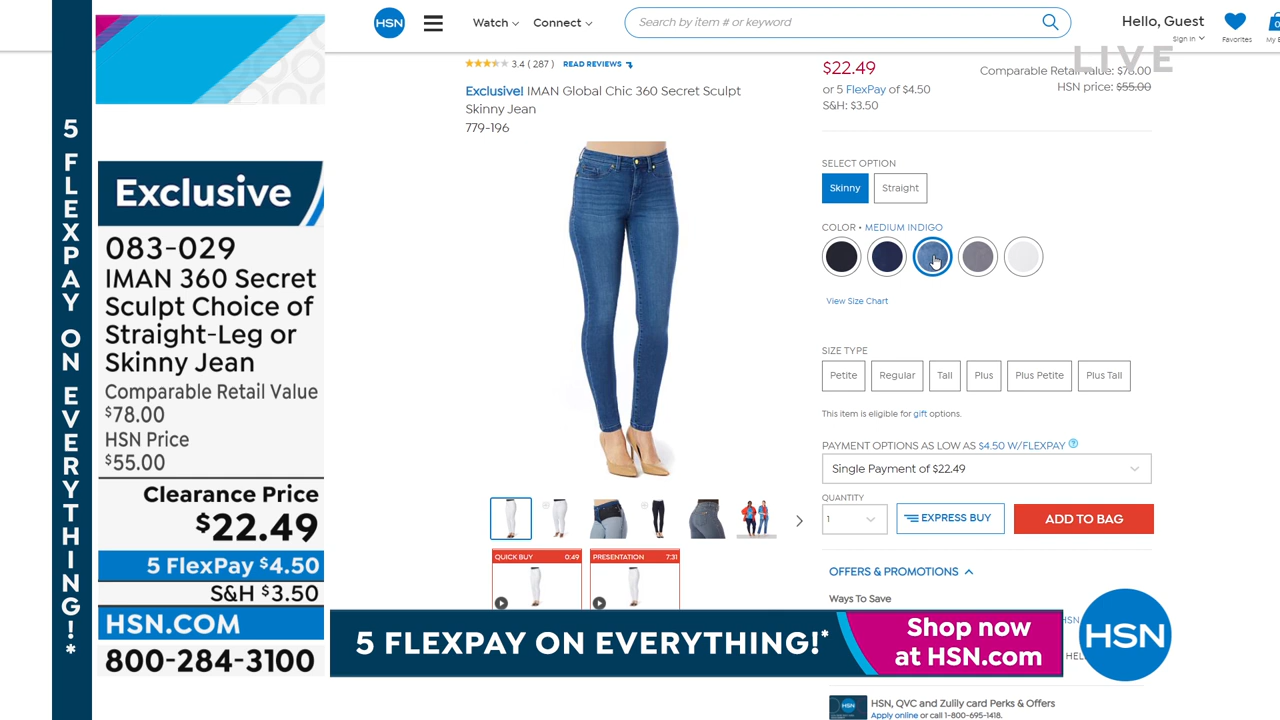 5 FLEXPAY ON EVERYTHING!*
Exclusive
083-029
IMAN 360 Secret
Sculpt Choice of
Straight-Leg or
Skinny Jean
Comparable Retail Value
$78.00
HSN Price
$55.00
Clearance Price
$22.49
5 FlexPay $4.50
S&H $3.50
HSN.COM
800-284-3100
HSN
Watch
Connect
Search by item # or keyword
Hello, Guest
Sign In
Favorites
0
LIVE
3.4 ( 287 )
READ REVIEWS
Exclusive! IMAN Global Chic 360 Secret Sculpt
Skinny Jean
779-196
$22.49
Comparable Retail Value: $78.00
or 5 FlexPay of $4.50
HSN price: $55.00
S&H: $3.50
SELECT OPTION
Skinny
Straight
COLOR • MEDIUM INDIGO
View Size Chart
SIZE TYPE
Petite
Regular
Tall
Plus
Plus Petite
Plus Tall
This item is eligible for gift options.
PAYMENT OPTIONS AS LOW AS $4.50 W/FLEXPAY
Single Payment of $22.49
QUANTITY
1
EXPRESS BUY
ADD TO BAG
QUICK BUY 0:49
PRESENTATION 7:31
OFFERS & PROMOTIONS
Ways To Save
5 FLEXPAY ON EVERYTHING!*
Shop now
at HSN.com
HSN
HSN
HSN, QVC and Zulily card Perks & Offers
Apply online or call 1-800-695-1418.